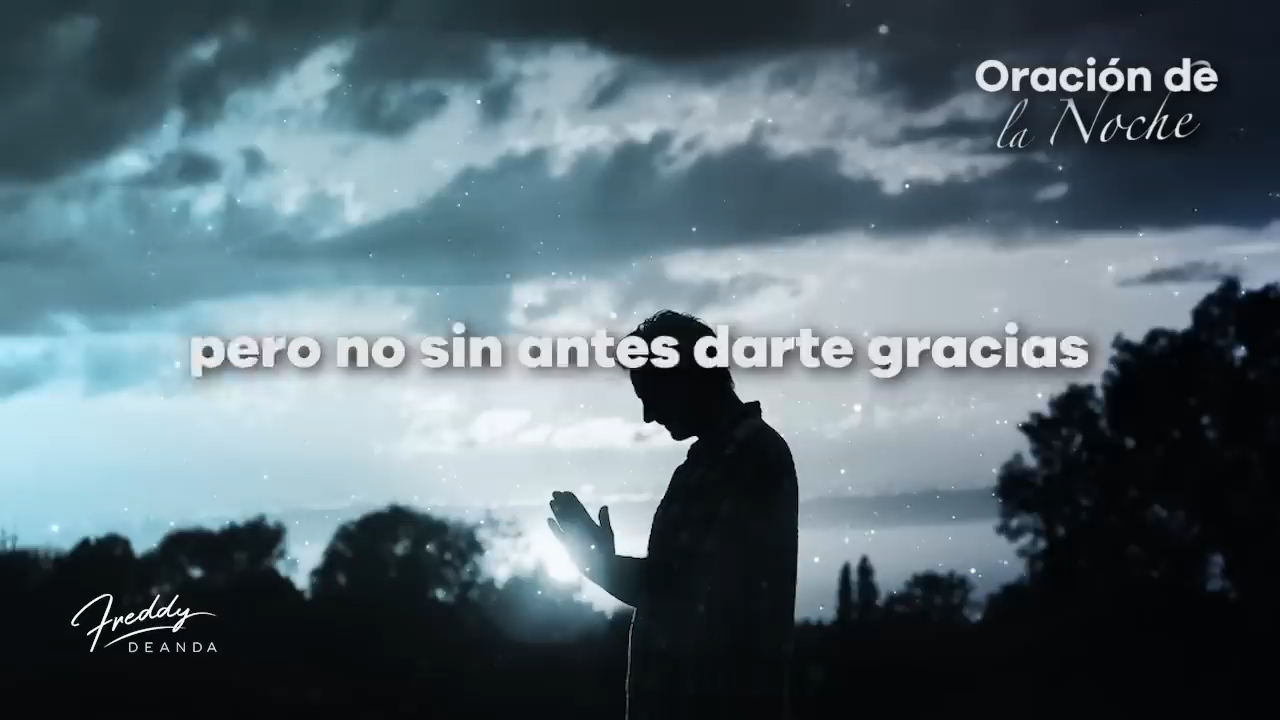 Oración de
la Noche
pero no sin antes darte gracias
Freddy
DEANDA